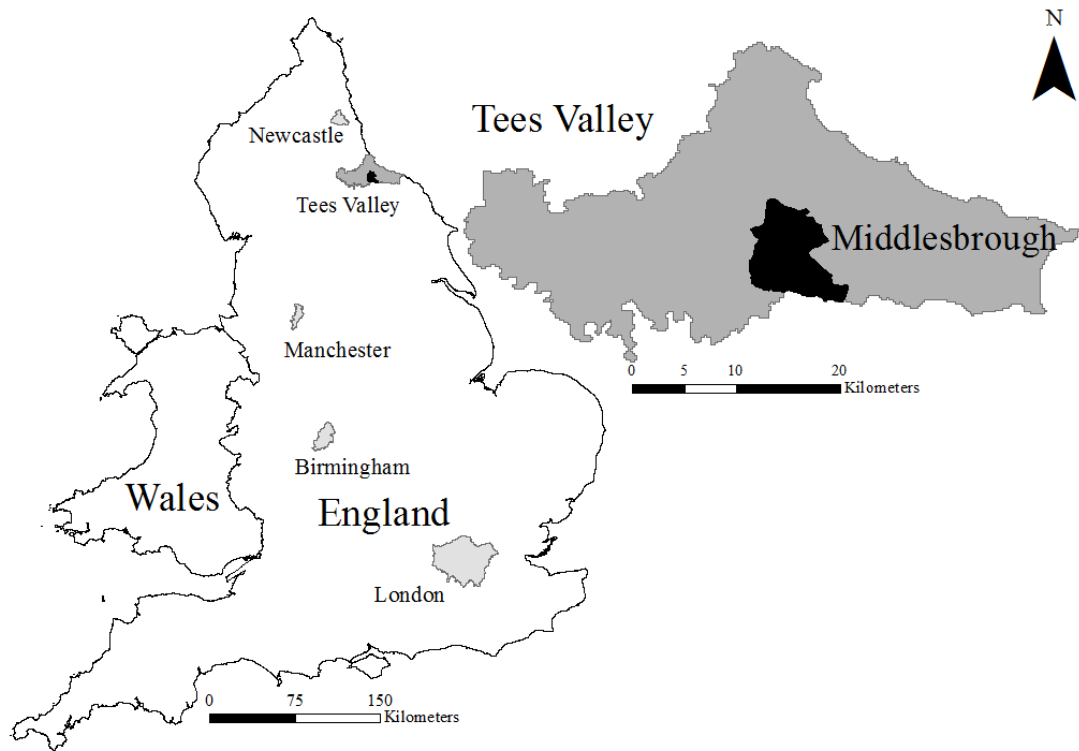 N
Tees Valley
Newcastle
Tees Valley
Middlesbrough
Manchester
0 5 10 20
Kilometers
Birmingham
Wales
England
London
0 75 150
Kilometers